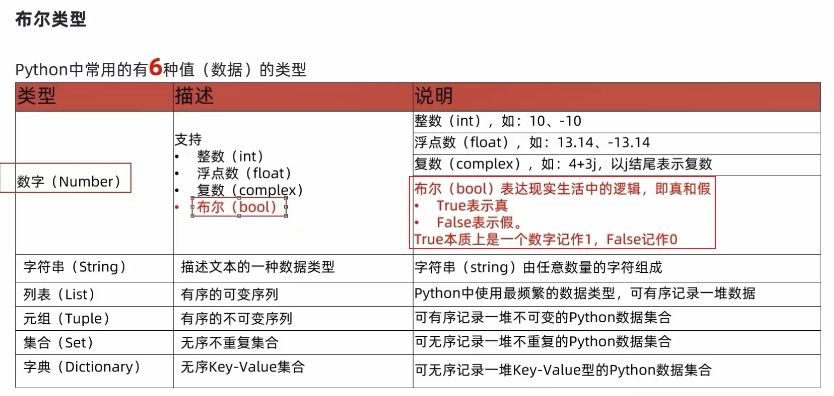 布尔类型
Python中常用的有6种值（数据）的类型
类型 描述 说明
数字（Number）
支持
• 整数（int）
• 浮点数（float）
• 复数（complex）
• 布尔（bool）
整数（int），如：10、-10
浮点数（float），如：13.14、-13.14
复数（complex），如：4+3j，以j结尾表示复数
布尔（bool）表达现实生活中的逻辑，即真和假
• True表示真
• False表示假。
True本质上是一个数字记作1，False记作0
字符串（String） 描述文本的一种数据类型 字符串（string）由任意数量的字符组成
列表（List） 有序的可变序列 Python中使用最频繁的数据类型，可有序记录一堆数据
元组（Tuple） 有序的不可变序列 可有序记录一堆不可变的Python数据集合
集合（Set） 无序不重复集合 可无序记录一堆不重复的Python数据集合
字典（Dictionary） 无序Key-Value集合 可无序记录一堆Key-Value型的Python数据集合